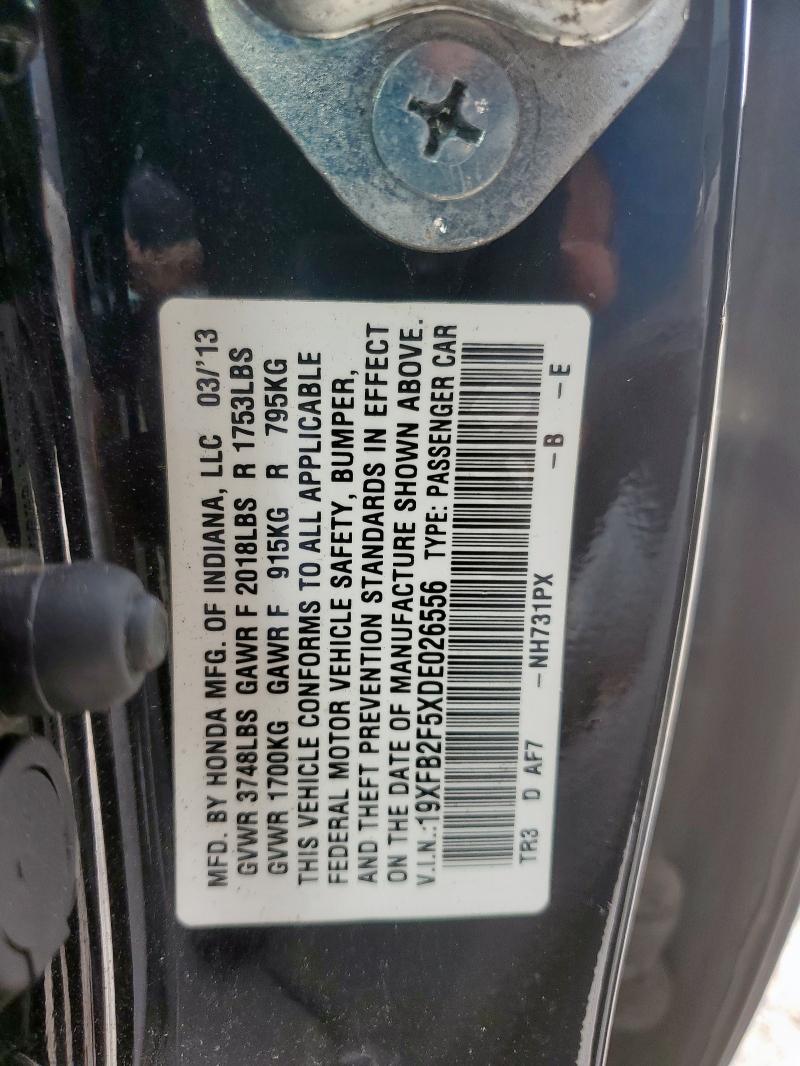 MFD. BY HONDA MFG. OF INDIANA, LLC 03/'13
GVWR 3748LBS GAWR F 2018LBS R 1753LBS
GVWR 1700KG GAWR F 915KG R 795KG
THIS VEHICLE CONFORMS TO ALL APPLICABLE
FEDERAL MOTOR VEHICLE SAFETY, BUMPER,
AND THEFT PREVENTION STANDARDS IN EFFECT
ON THE DATE OF MANUFACTURE SHOWN ABOVE.
V.I.N.:19XFB2F5XDE026556 TYPE: PASSENGER CAR
TR3 D AF7 -NH731PX -B -E